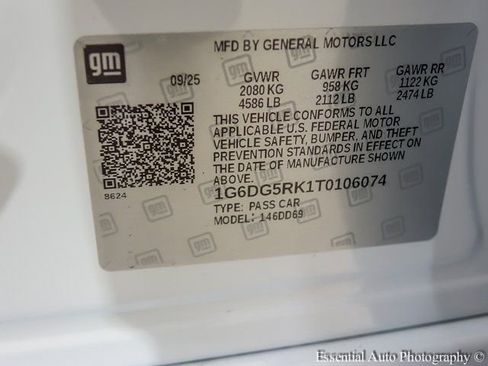 gm
MFD BY GENERAL MOTORS LLC
09/25 GVWR GAWR FRT GAWR RR
2080 KG 958 KG 1122 KG
4586 LB 2112 LB 2474 LB
THIS VEHICLE CONFORMS TO ALL
APPLICABLE U.S. FEDERAL MOTOR
VEHICLE SAFETY, BUMPER, AND THEFT
PREVENTION STANDARDS IN EFFECT ON
THE DATE OF MANUFACTURE SHOWN
ABOVE.
8624
1G6DG5RK1T0106074
TYPE: PASS CAR
MODEL: 146DD69
Essential Auto Photography ©